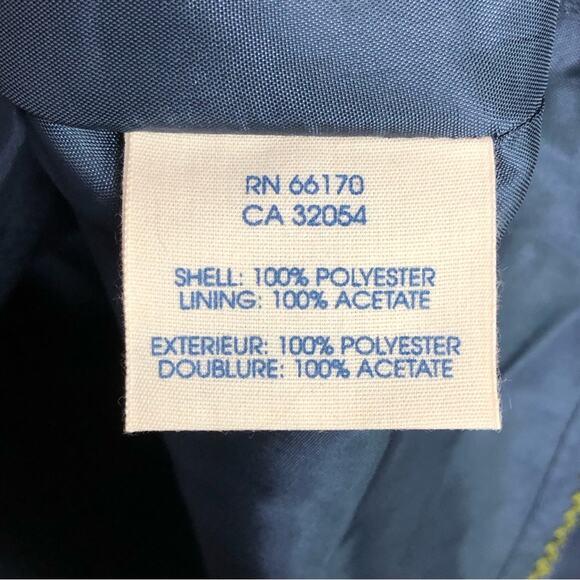 RN 66170
CA 32054
SHELL: 100% POLYESTER
LINING: 100% ACETATE
EXTERIEUR: 100% POLYESTER
DOUBLURE: 100% ACETATE